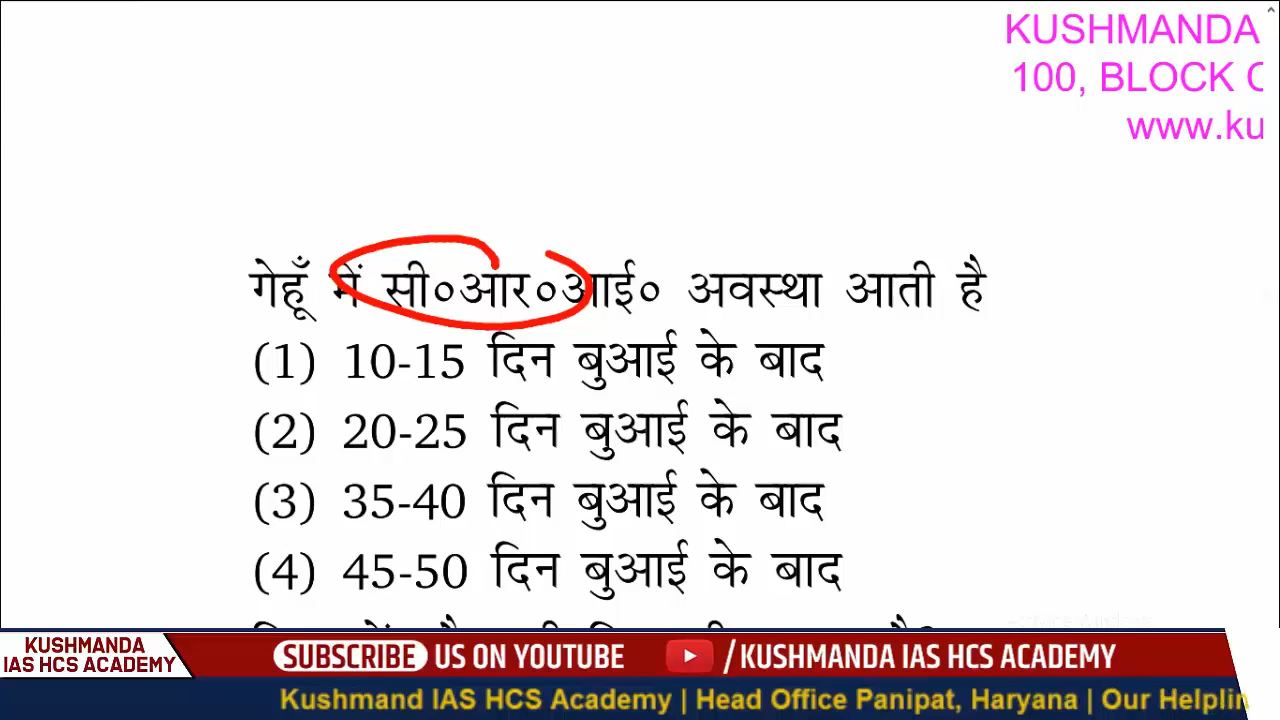 KUSHMANDA
100, BLOCK
www.ku
गेहूँ में सी०आर०आई० अवस्था आती है
(1) 10-15 दिन बुआई के बाद
(2) 20-25 दिन बुआई के बाद
(3) 35-40 दिन बुआई के बाद
(4) 45-50 दिन बुआई के बाद
KUSHMANDA
IAS HCS ACADEMY
SUBSCRIBE US ON YOUTUBE /KUSHMANDA IAS HCS ACADEMY
Kushmand IAS HCS Academy | Head Office Panipat, Haryana | Our Helplin